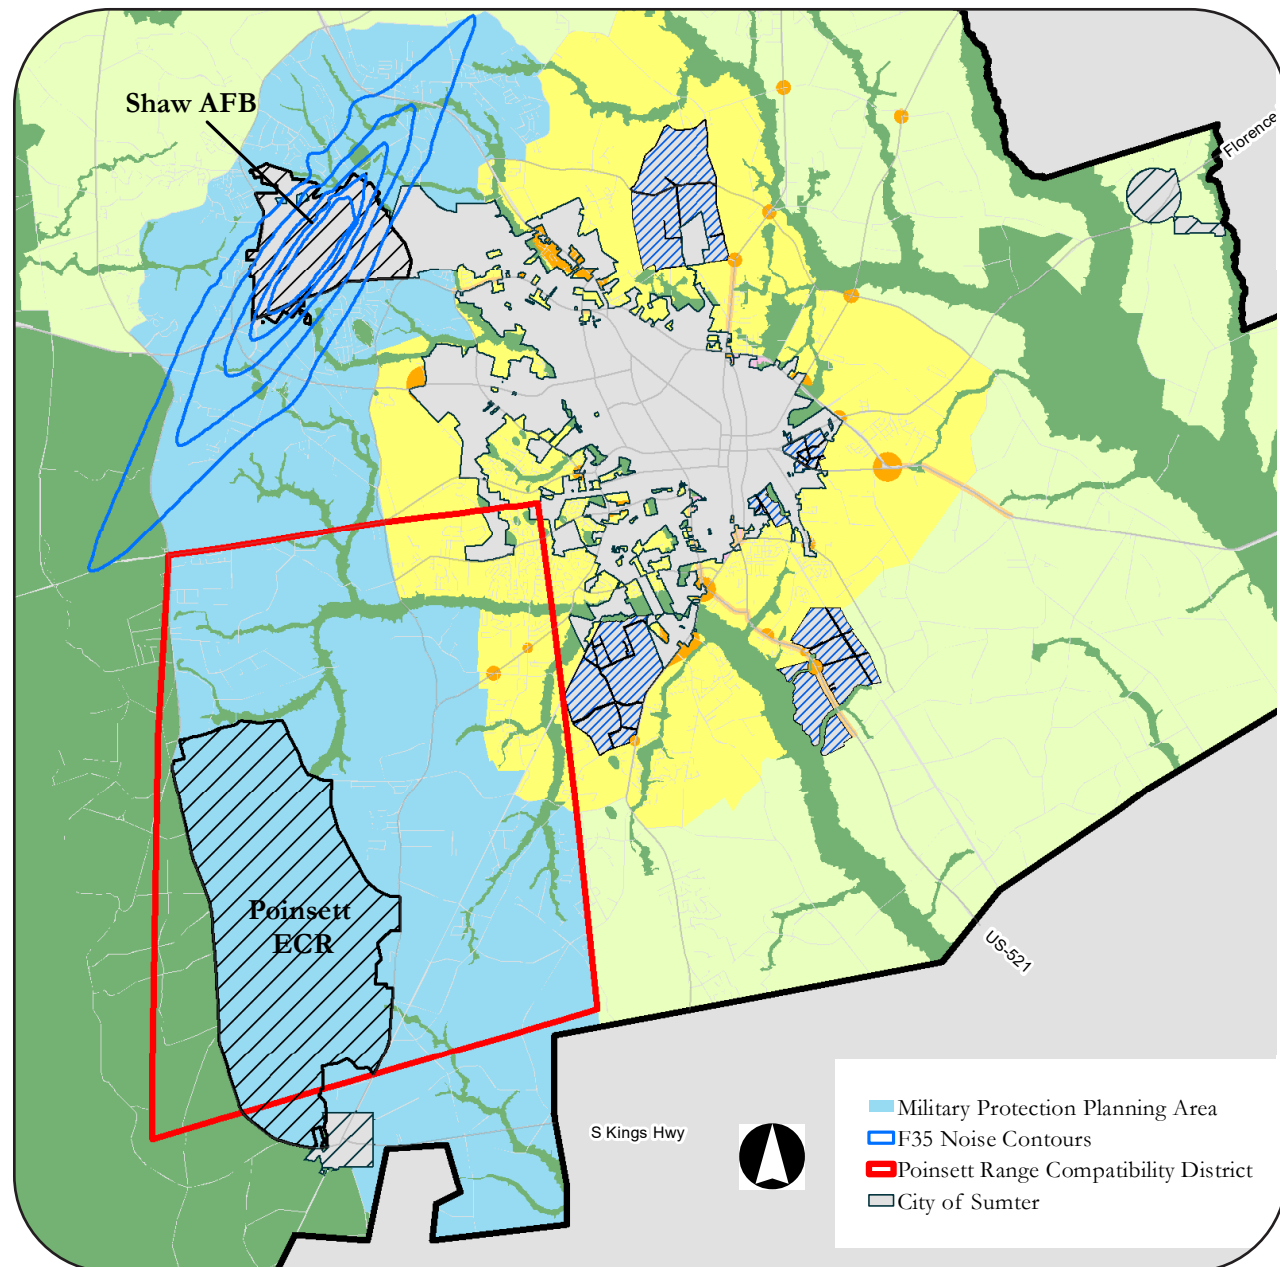 Shaw AFB
Florence
Poinsett
ECR
US-521
S Kings Hwy
Military Protection Planning Area
F35 Noise Contours
Poinsett Range Compatibility District
City of Sumter